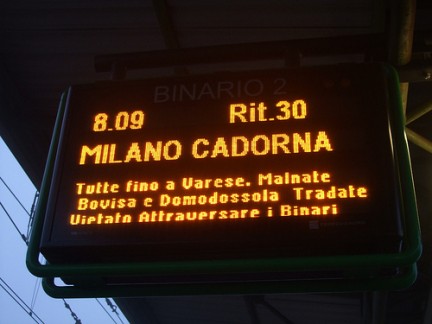 BINARIO 2
8.09 Rit.30
MILANO CADORNA
Tutte fino a Varese. Malnate
Bovisa e Domodossola Tradate
Vietato Attraversare i Binari